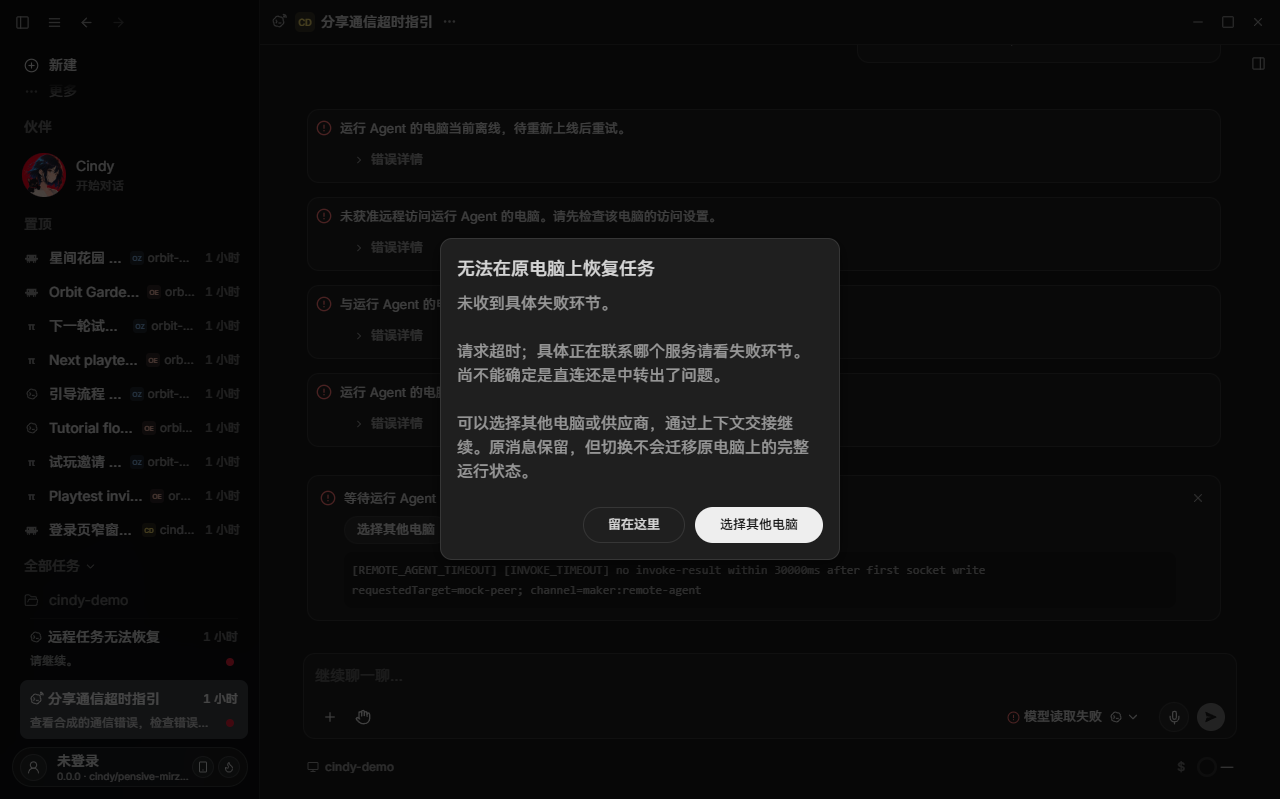 CD 分享通信超时指引 ···
新建
更多
伙伴
Cindy
开始对话
置顶
星间花园 ... OZ orbit-... 1 小时
Orbit Garde... OE orb... 1 小时
下一轮试... OZ orbit-... 1 小时
Next playte... OE orb... 1 小时
引导流程 ... OZ orbit-... 1 小时
Tutorial flo... OE orbi... 1 小时
试玩邀请 ... OZ orbit-... 1 小时
Playtest invi... OE or... 1 小时
登录页窄窗... CD cind... 1 小时
全部任务
cindy-demo
远程任务无法恢复 1 小时
请继续。
分享通信超时指引 1 小时
查看合成的通信错误，检查错误...
未登录
0.0.0 · cindy/pensive-mirz...
运行 Agent 的电脑当前离线，待重新上线后重试。
错误详情
未获准远程访问运行 Agent 的电脑。请先检查该电脑的访问设置。
错误详情
与运行 Agent 的
错误详情
运行 Agent 的电脑
错误详情
等待运行 Agent
选择其他电脑
[REMOTE_AGENT_TIMEOUT] [INVOKE_TIMEOUT] no invoke-result within 30000ms after first socket write
requestedTarget=mock-peer; channel=maker:remote-agent
无法在原电脑上恢复任务
未收到具体失败环节。
请求超时；具体正在联系哪个服务请看失败环节。
尚不能确定是直连还是中转出了问题。
可以选择其他电脑或供应商，通过上下文交接继
续。原消息保留，但切换不会迁移原电脑上的完整
运行状态。
留在这里
选择其他电脑
继续聊一聊...
模型读取失败
cindy-demo
$